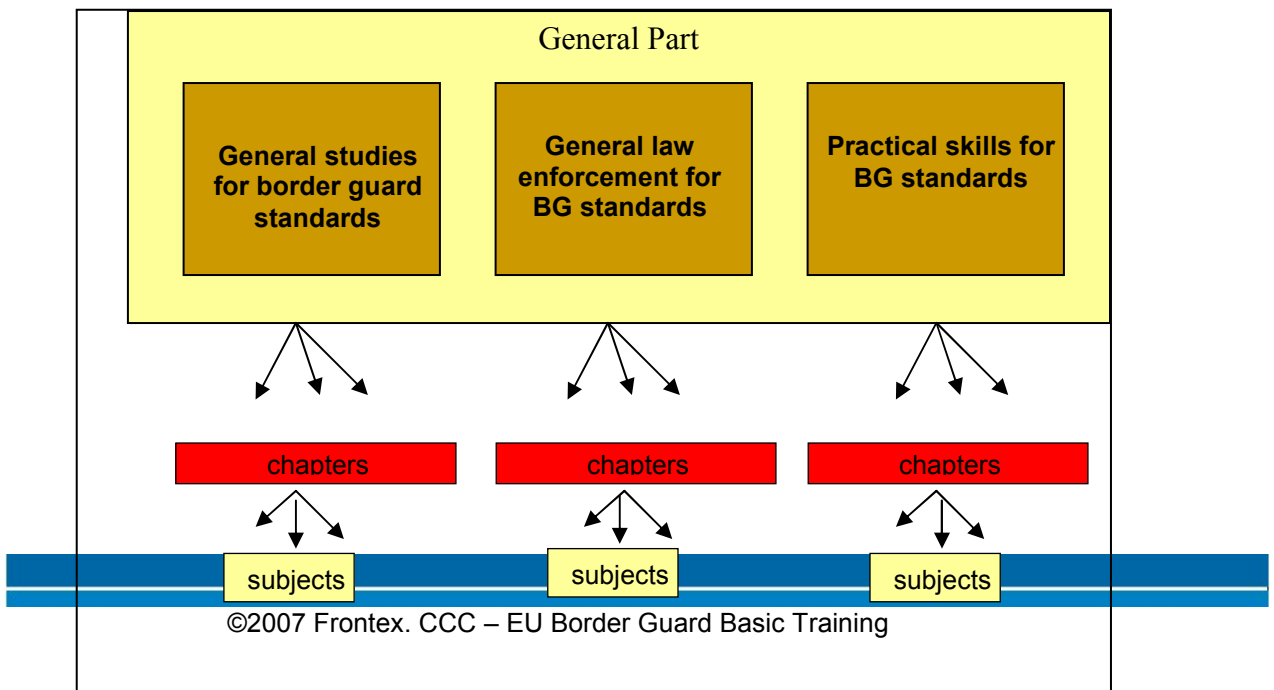 General Part
General studies
for border guard
standards
General law
enforcement for
BG standards
Practical skills for
BG standards
chapters
chapters
chapters
subjects
subjects
subjects
©2007 Frontex. CCC – EU Border Guard Basic Training